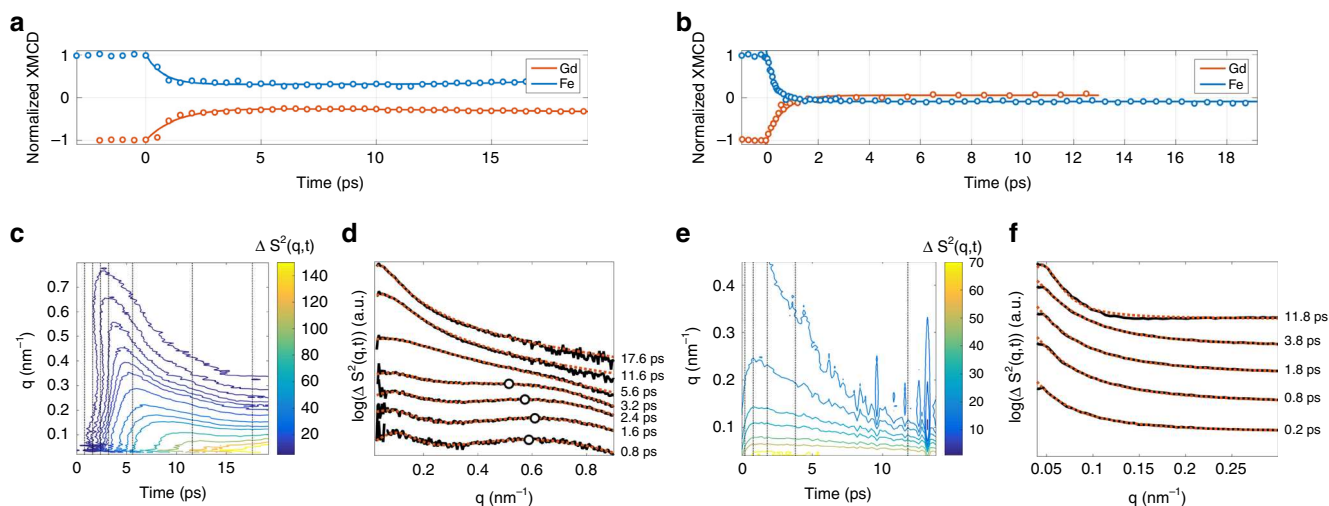 a
Normalized XMCD
1
0
−1
Gd
Fe
0
5
10
15
Time (ps)
b
Normalized XMCD
1
0
−1
Gd
Fe
0
2
4
6
8
10
12
14
16
18
Time (ps)
c
Δ S²(q,t)
q (nm⁻¹)
0.7
0.6
0.5
0.4
0.3
0.2
0.1
0
5
10
15
Time (ps)
140
120
100
80
60
40
20
d
log(Δ S²(q,t)) (a.u.)
17.6 ps
11.6 ps
5.6 ps
3.2 ps
2.4 ps
1.6 ps
0.8 ps
0.2
0.4
0.6
0.8
q (nm⁻¹)
e
Δ S²(q,t)
q (nm⁻¹)
0.4
0.3
0.2
0.1
0
5
10
Time (ps)
70
60
50
40
30
20
10
f
log(Δ S²(q,t)) (a.u.)
11.8 ps
3.8 ps
1.8 ps
0.8 ps
0.2 ps
0.05
0.1
0.15
0.2
0.25
q (nm⁻¹)